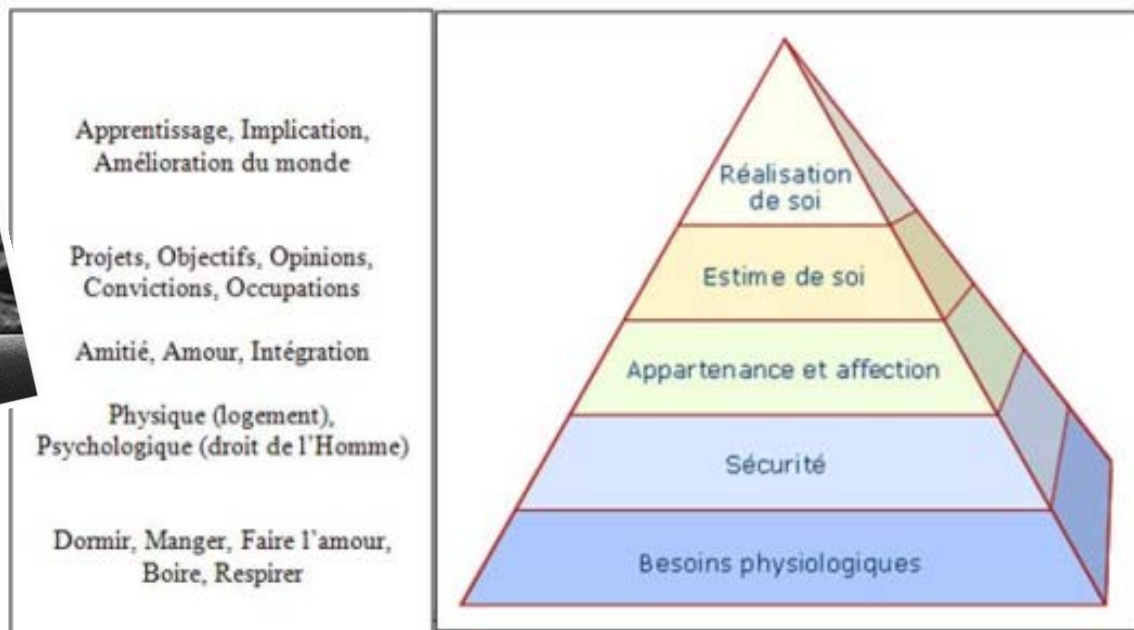 Apprentissage, Implication,
Amélioration du monde
Projets, Objectifs, Opinions,
Convictions, Occupations
Amitié, Amour, Intégration
Physique (logement),
Psychologique (droit de l'Homme)
Dormir, Manger, Faire l'amour,
Boire, Respirer
Réalisation
de soi
Estime de soi
Appartenance et affection
Sécurité
Besoins physiologiques